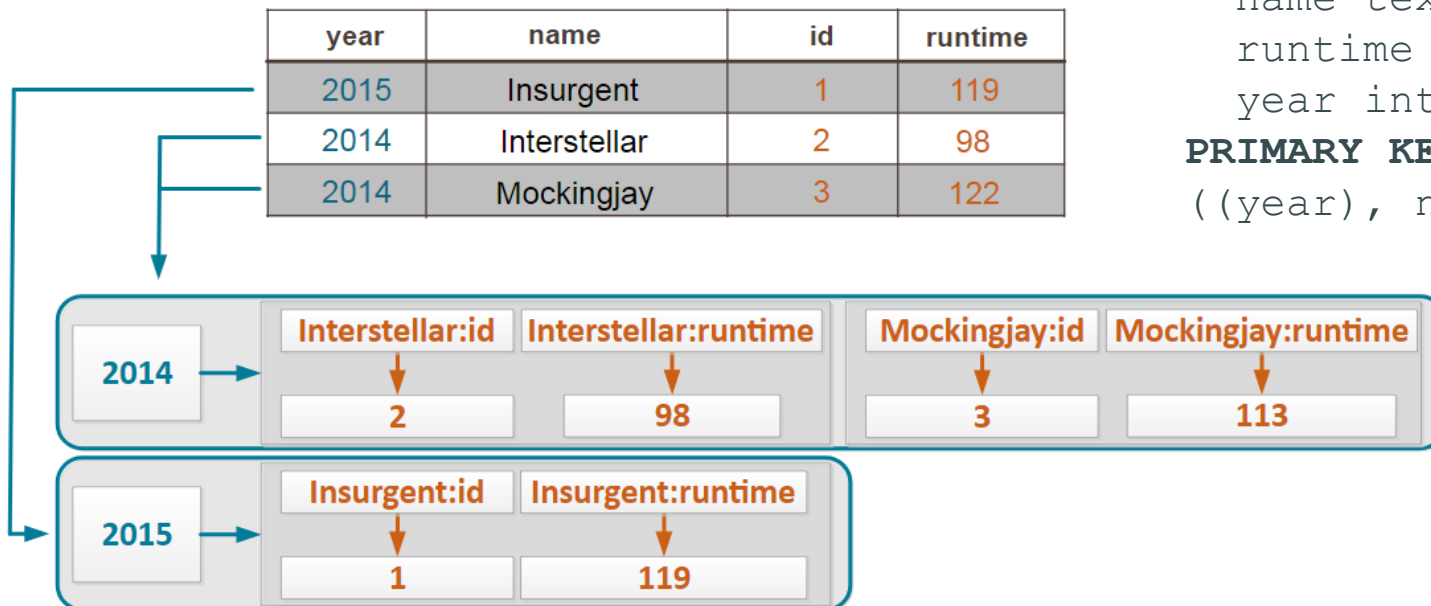 year name id runtime
2015 Insurgent 1 119
2014 Interstellar 2 98
2014 Mockingjay 3 122
runtime
year int
PRIMARY KE
((year), n
2014
Interstellar:id Interstellar:runtime Mockingjay:id Mockingjay:runtime
2 98 3 113
2015
Insurgent:id Insurgent:runtime
1 119